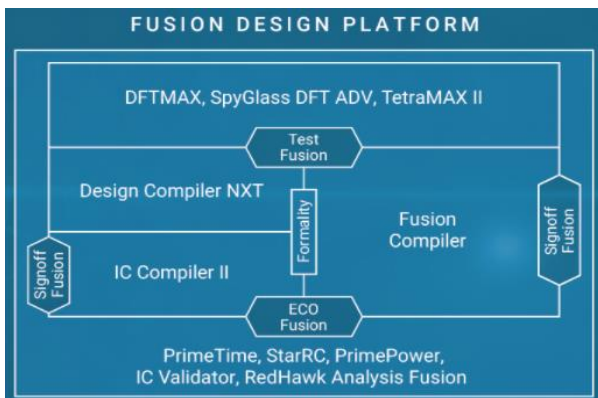 FUSION DESIGN PLATFORM
DFTMAX, SpyGlass DFT ADV, TetraMAX II
Test
Fusion
Design Compiler NXT
Formality
Fusion
Compiler
Signoff
Fusion
IC Compiler II
Signoff
Fusion
ECO
Fusion
PrimeTime, StarRC, PrimePower,
IC Validator, RedHawk Analysis Fusion